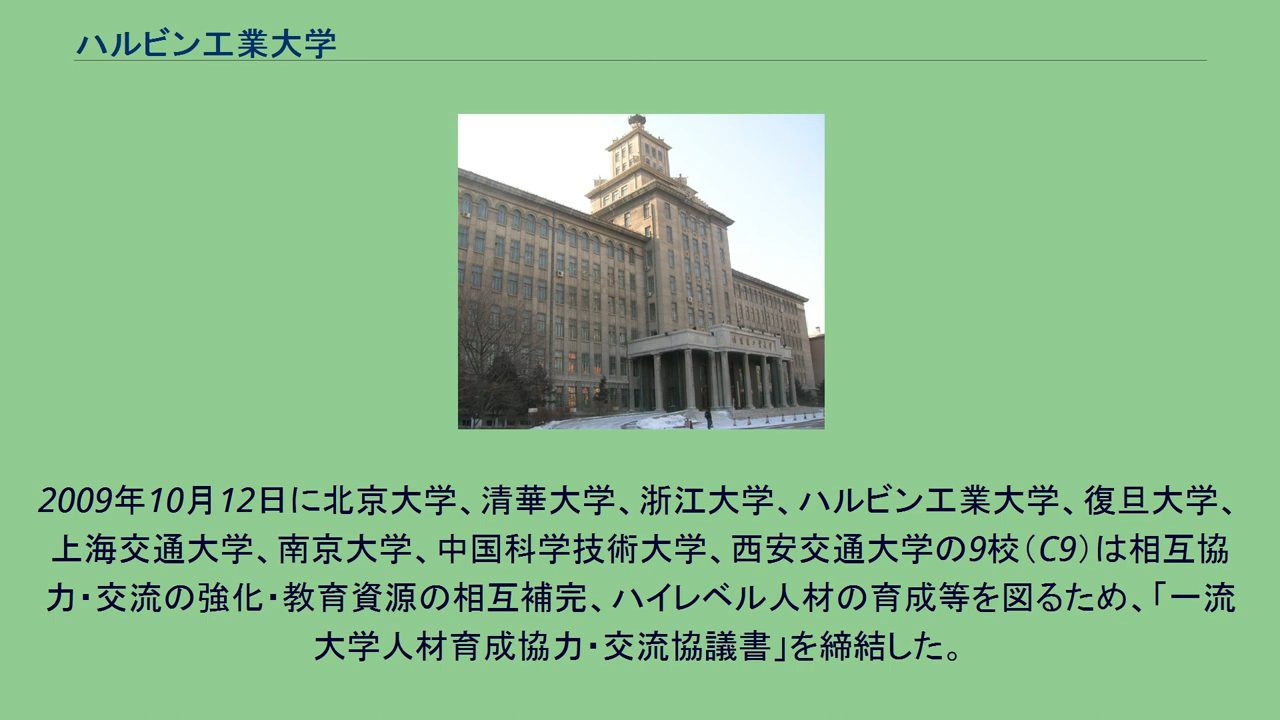 ハルビン工業大学
2009年10月12日に北京大学、清華大学、浙江大学、ハルビン工業大学、復旦大学、
上海交通大学、南京大学、中国科学技術大学、西安交通大学の9校（C9）は相互協
力・交流の強化・教育資源の相互補完、ハイレベル人材の育成等を図るため、「一流
大学人材育成協力・交流協議書」を締結した。